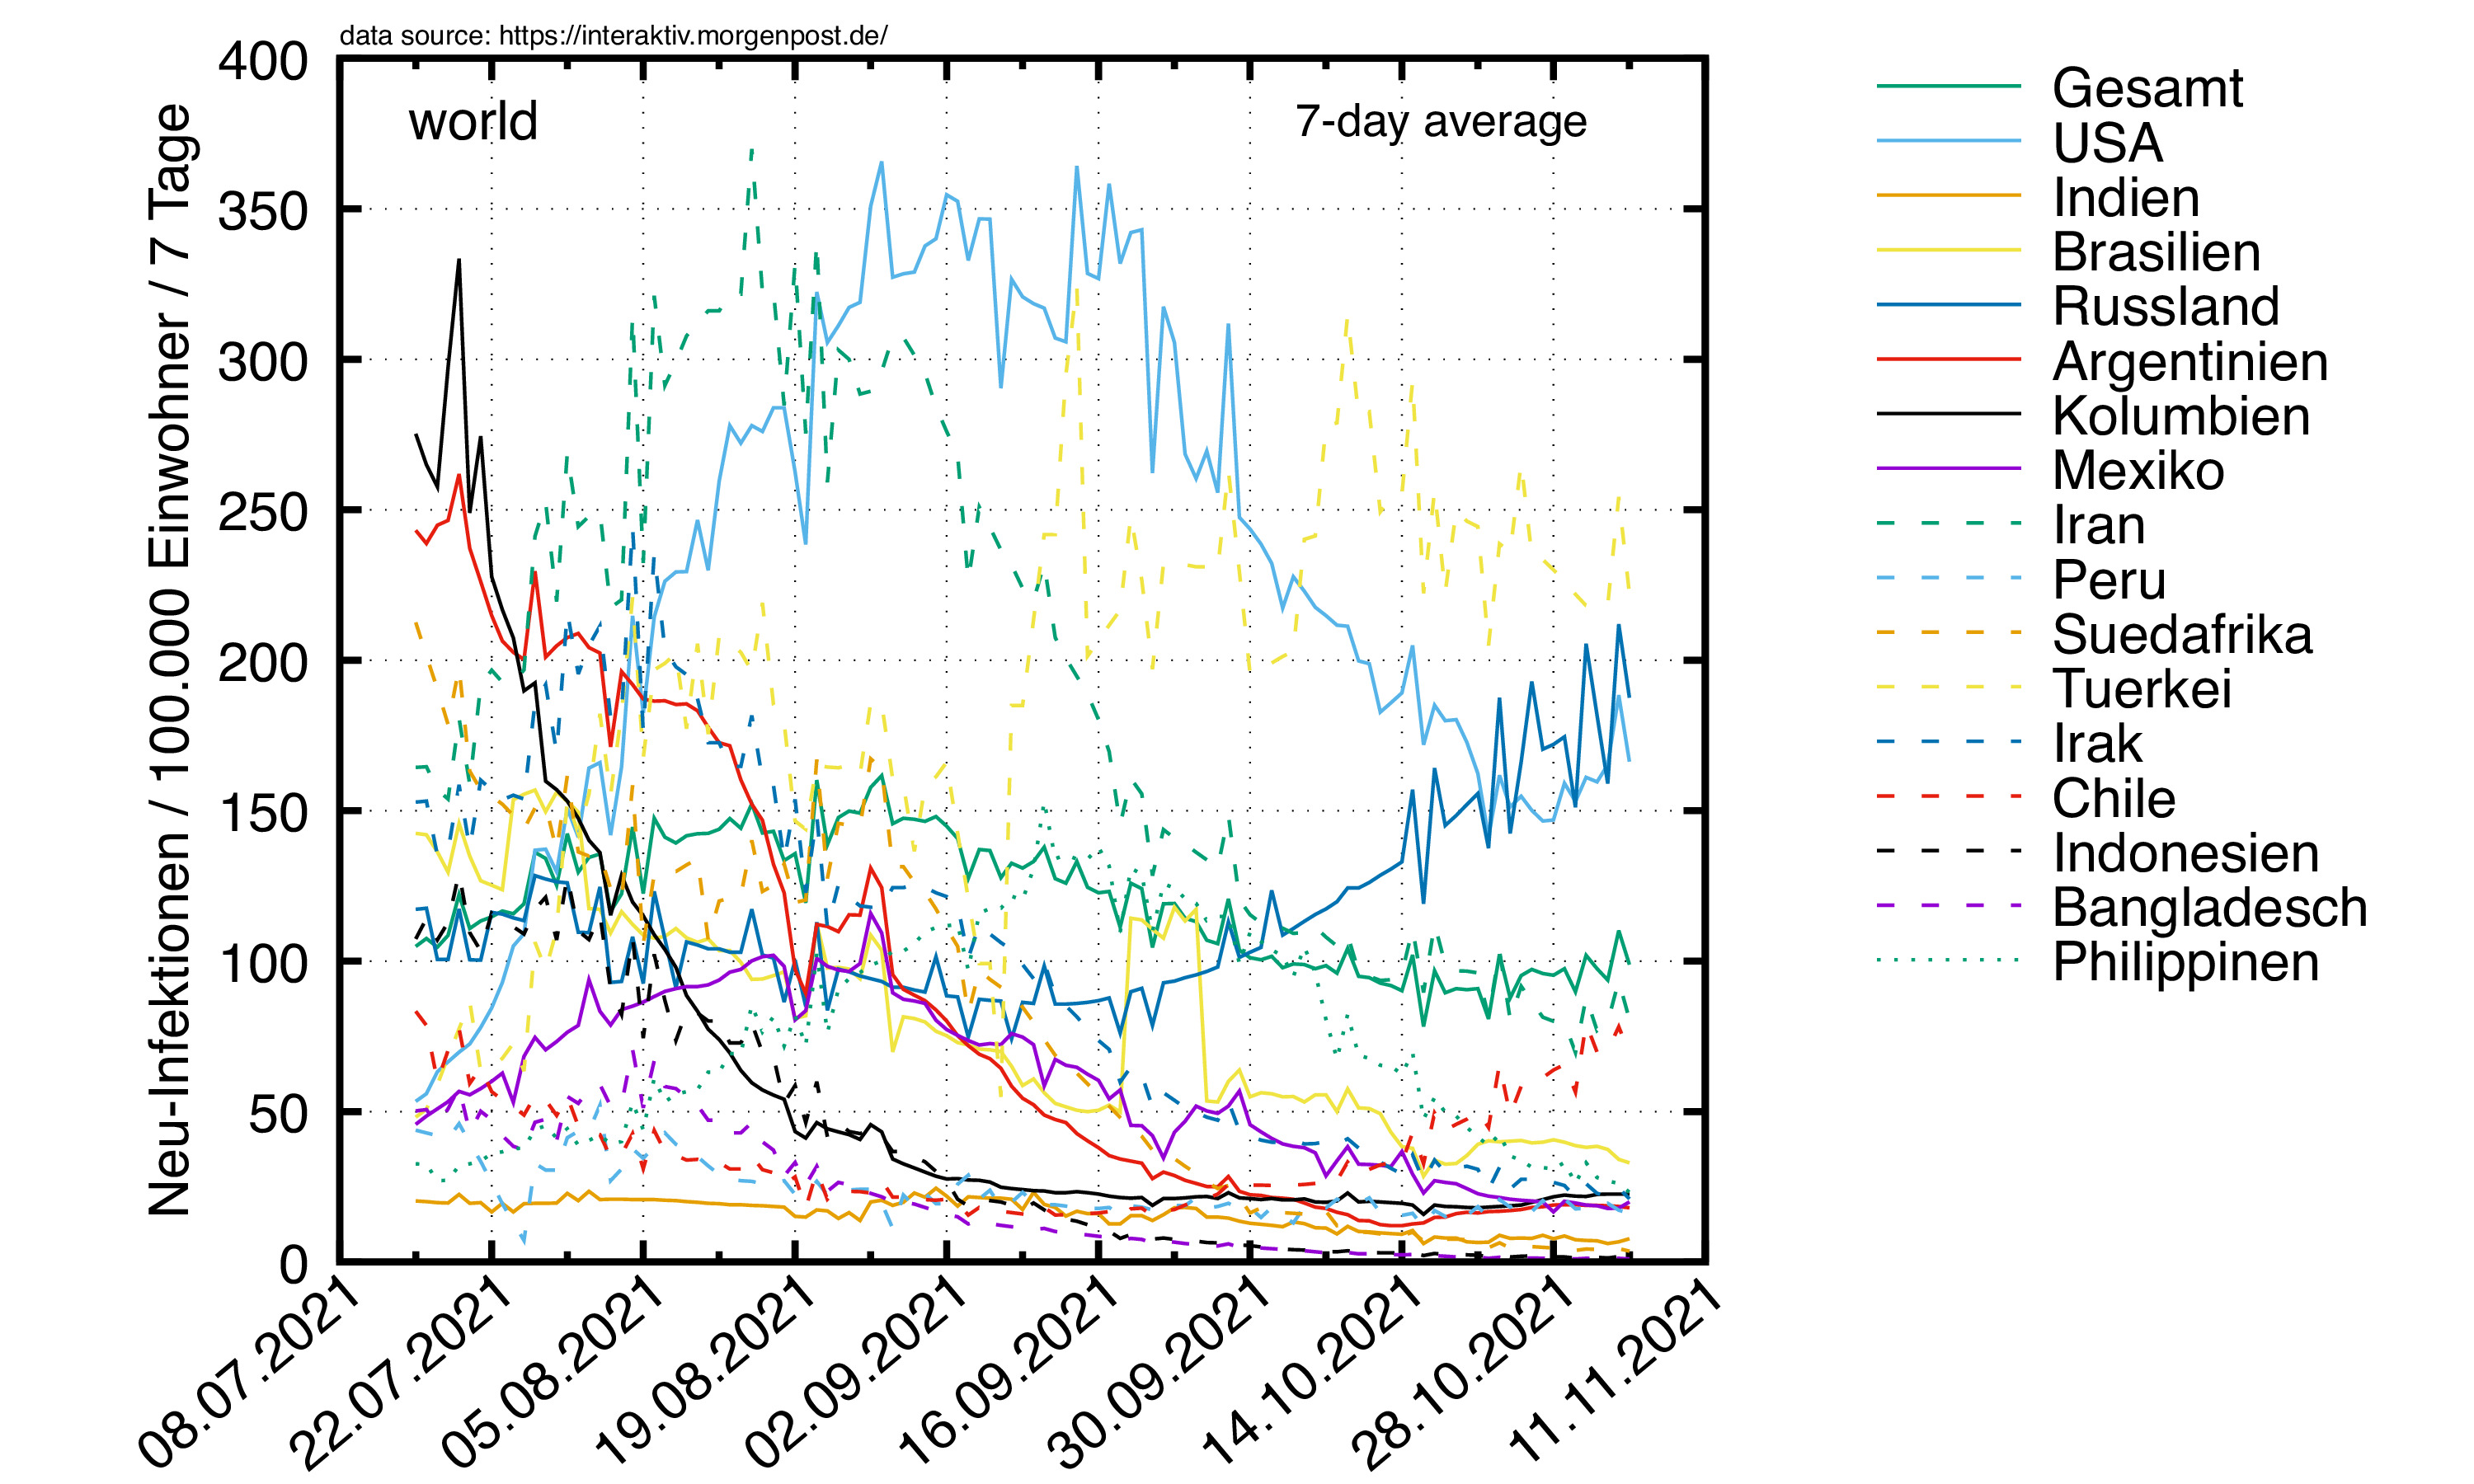 data source: https://interaktiv.morgenpost.de/
world
7-day average
Neu-Infektionen / 100.000 Einwohner / 7 Tage
400
350
300
250
200
150
100
50
0
08.07.2021
22.07.2021
05.08.2021
19.08.2021
02.09.2021
16.09.2021
30.09.2021
14.10.2021
28.10.2021
11.11.2021
Gesamt
USA
Indien
Brasilien
Russland
Argentinien
Kolumbien
Mexiko
Iran
Peru
Suedafrika
Tuerkei
Irak
Chile
Indonesien
Bangladesch
Philippinen